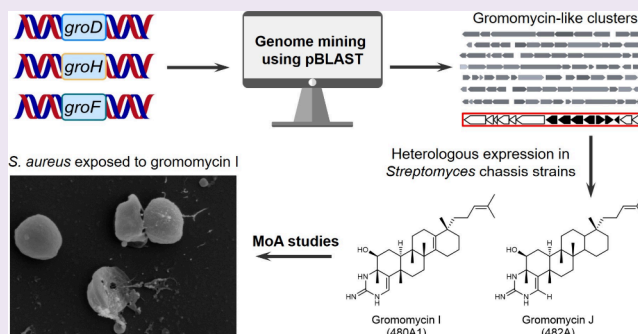 groD
groH
groF
Genome mining
using pBLAST
Gromomycin-like clusters
Heterologous expression in
Streptomyces chassis strains
S. aureus exposed to gromomycin I
MoA studies
HO
H
HN
HN
N
H
Gromomycin I
(480A1)
HO
H
HN
HN
N
H
H
Gromomycin J
(482A)